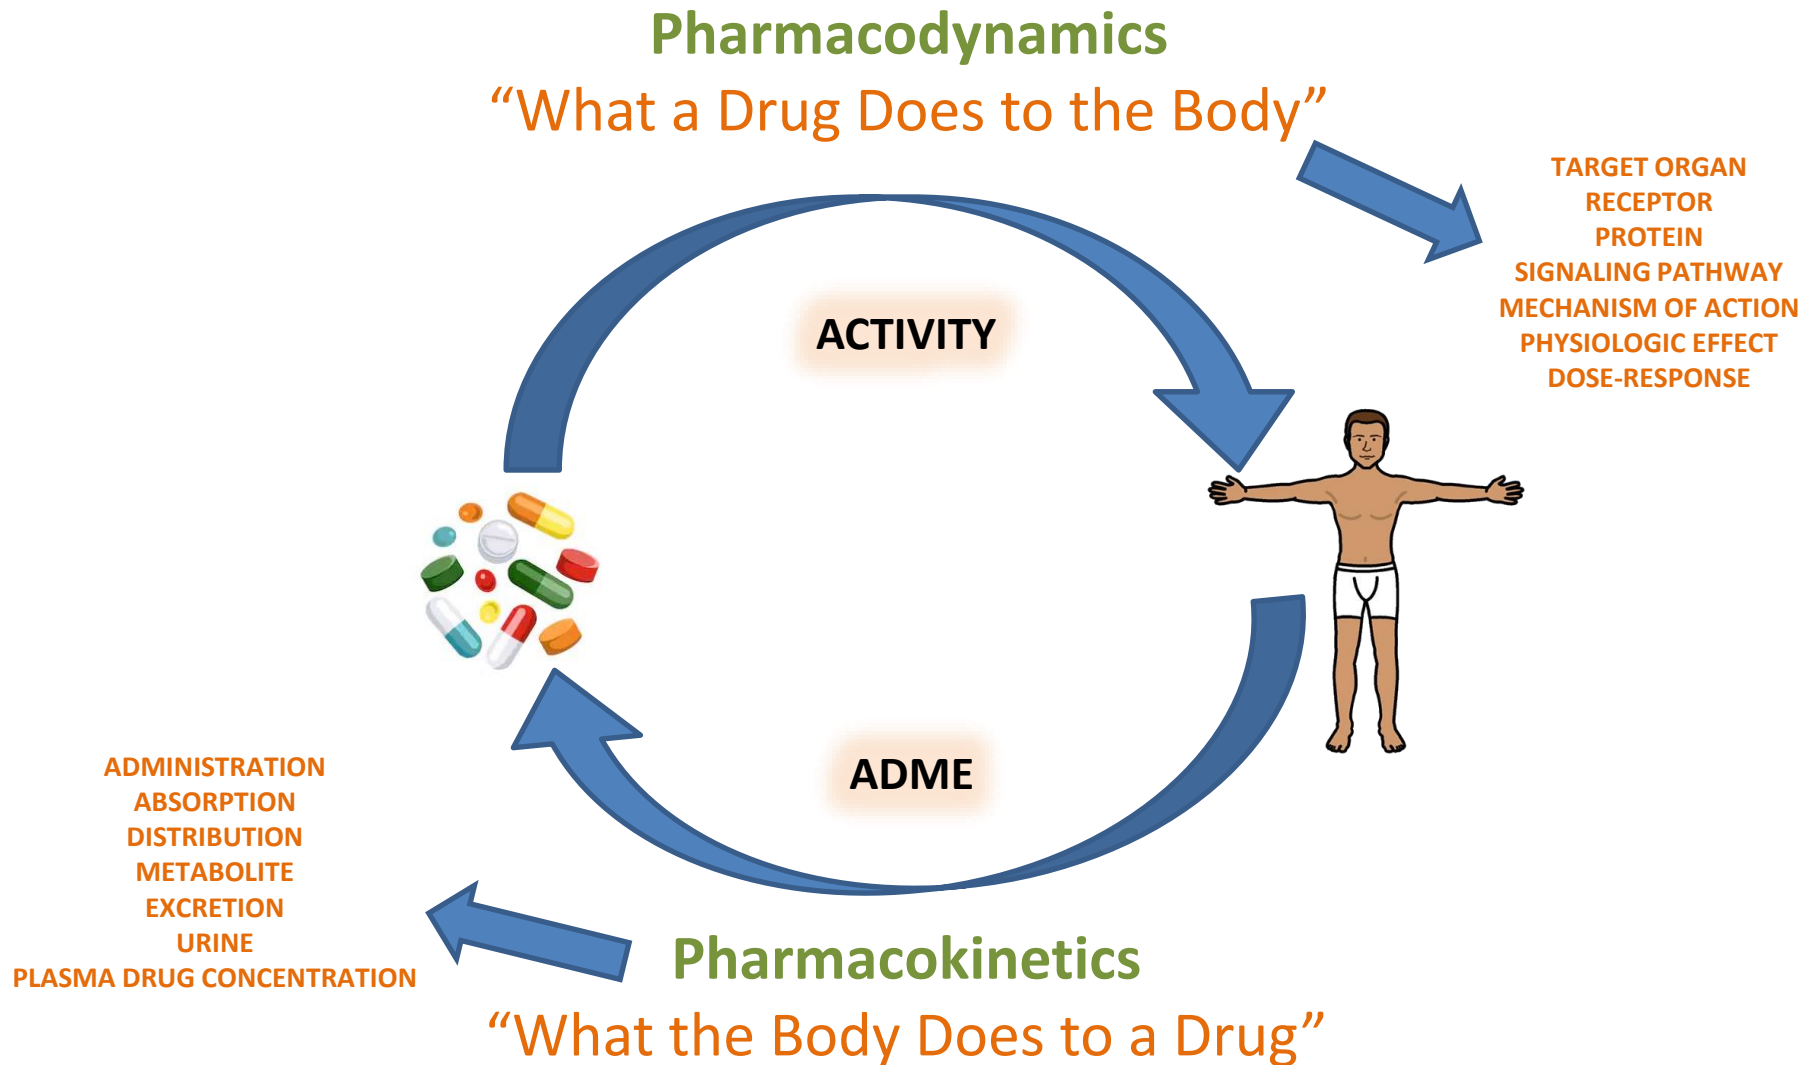 Pharmacodynamics
“What a Drug Does to the Body”
TARGET ORGAN
RECEPTOR
PROTEIN
SIGNALING PATHWAY
MECHANISM OF ACTION
PHYSIOLOGIC EFFECT
DOSE-RESPONSE
ACTIVITY
ADME
ADMINISTRATION
ABSORPTION
DISTRIBUTION
METABOLITE
EXCRETION
URINE
PLASMA DRUG CONCENTRATION
Pharmacokinetics
“What the Body Does to a Drug”